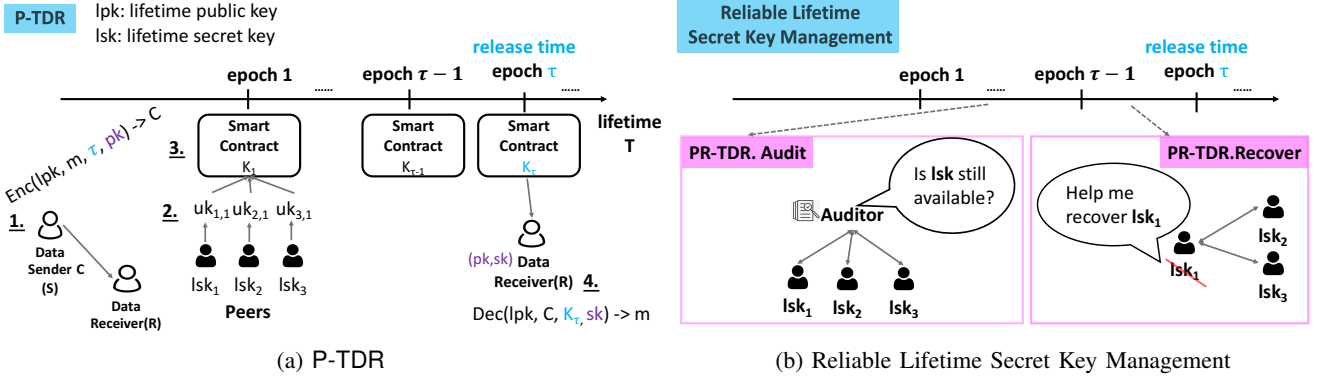 P-TDR
lpk: lifetime public key
lsk: lifetime secret key
release time
epoch 1
epoch τ − 1
epoch τ
......
......
lifetime
T
Enc(lpk, m, τ, pk) -> C
3.
Smart
Contract
K1
Smart
Contract
Kτ-1
Smart
Contract
Kτ
2.
uk1,1 uk2,1 uk3,1
1.
Data
Sender C
(S)
Data
Receiver(R)
lsk1 lsk2 lsk3
Peers
(pk,sk) Data
Receiver(R) 4.
Dec(lpk, C, Kτ, sk) -> m
(a) P-TDR
Reliable Lifetime
Secret Key Management
release time
epoch 1
epoch τ − 1
epoch τ
......
......
PR-TDR. Audit
Is lsk still
available?
Auditor
lsk1 lsk2 lsk3
PR-TDR.Recover
Help me
recover lsk1
lsk1
lsk2
lsk3
(b) Reliable Lifetime Secret Key Management